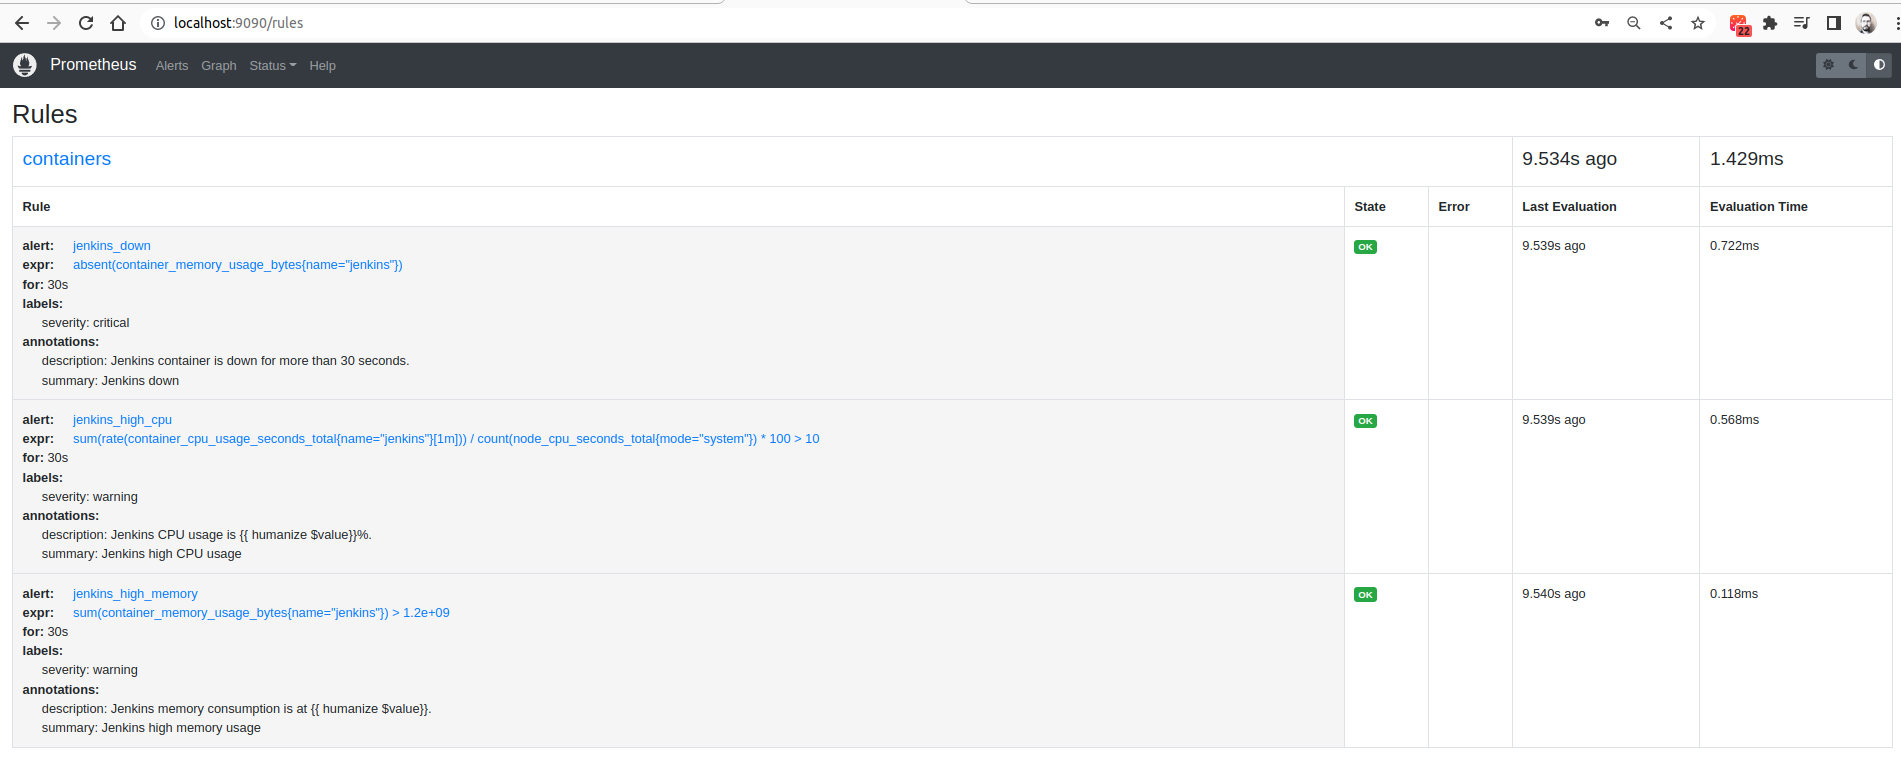 localhost:9090/rules
22
Prometheus Alerts Graph Status Help
Rules
containers 9.534s ago 1.429ms
Rule State Error Last Evaluation Evaluation Time
alert: jenkins_down OK 9.539s ago 0.722ms
expr: absent(container_memory_usage_bytes{name="jenkins"})
for: 30s
labels:
severity: critical
annotations:
description: Jenkins container is down for more than 30 seconds.
summary: Jenkins down
alert: jenkins_high_cpu OK 9.539s ago 0.568ms
expr: sum(rate(container_cpu_usage_seconds_total{name="jenkins"}[1m])) / count(node_cpu_seconds_total{mode="system"}) * 100 > 10
for: 30s
labels:
severity: warning
annotations:
description: Jenkins CPU usage is {{ humanize $value}}%.
summary: Jenkins high CPU usage
alert: jenkins_high_memory OK 9.540s ago 0.118ms
expr: sum(container_memory_usage_bytes{name="jenkins"}) > 1.2e+09
for: 30s
labels:
severity: warning
annotations:
description: Jenkins memory consumption is at {{ humanize $value}}.
summary: Jenkins high memory usage